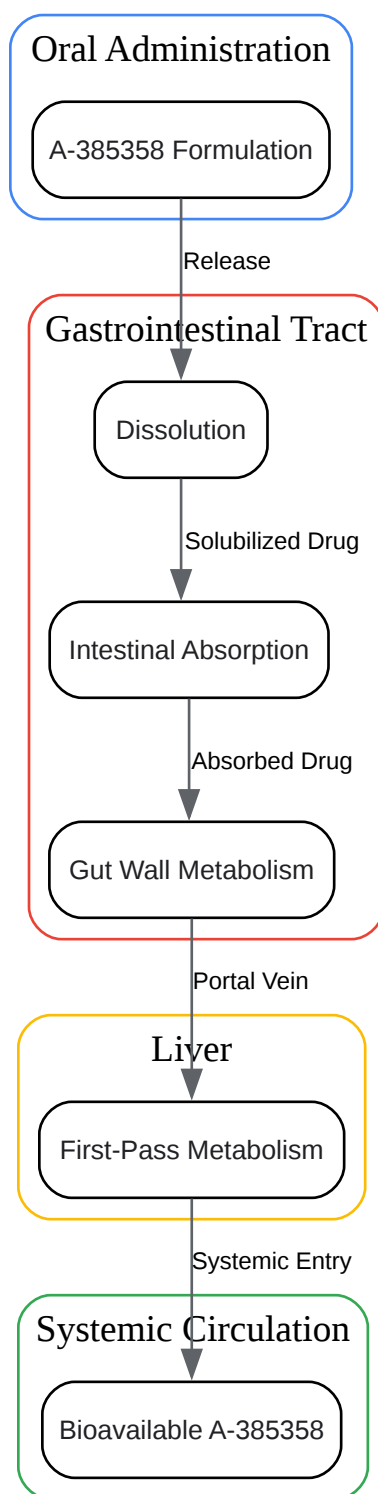 Oral Administration
A-385358 Formulation
Release
Gastrointestinal Tract
Dissolution
Solubilized Drug
Intestinal Absorption
Absorbed Drug
Gut Wall Metabolism
Portal Vein
Liver
First-Pass Metabolism
Systemic Entry
Systemic Circulation
Bioavailable A-385358